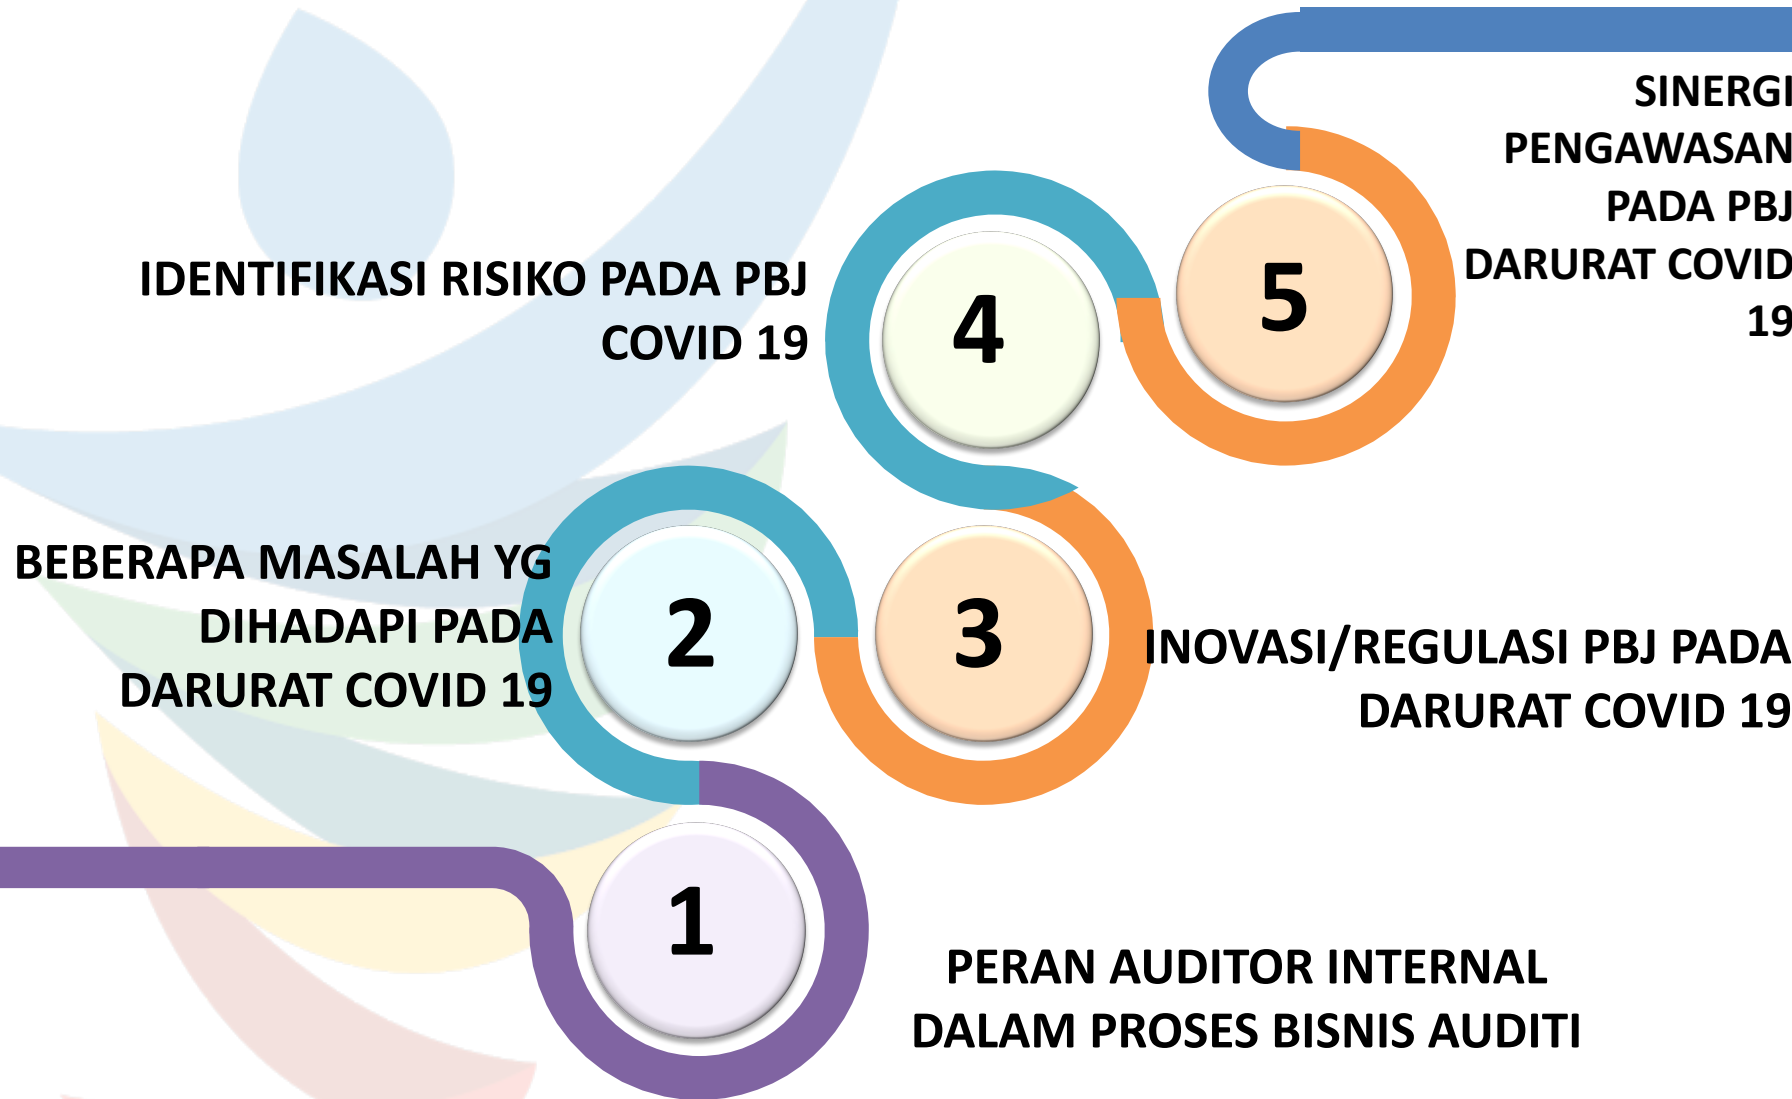 SINERGI
PENGAWASAN
PADA PBJ
DARURAT COVID
19
5
IDENTIFIKASI RISIKO PADA PBJ
COVID 19
4
BEBERAPA MASALAH YG
DIHADAPI PADA
DARURAT COVID 19
2
3
INOVASI/REGULASI PBJ PADA
DARURAT COVID 19
1
PERAN AUDITOR INTERNAL
DALAM PROSES BISNIS AUDITI